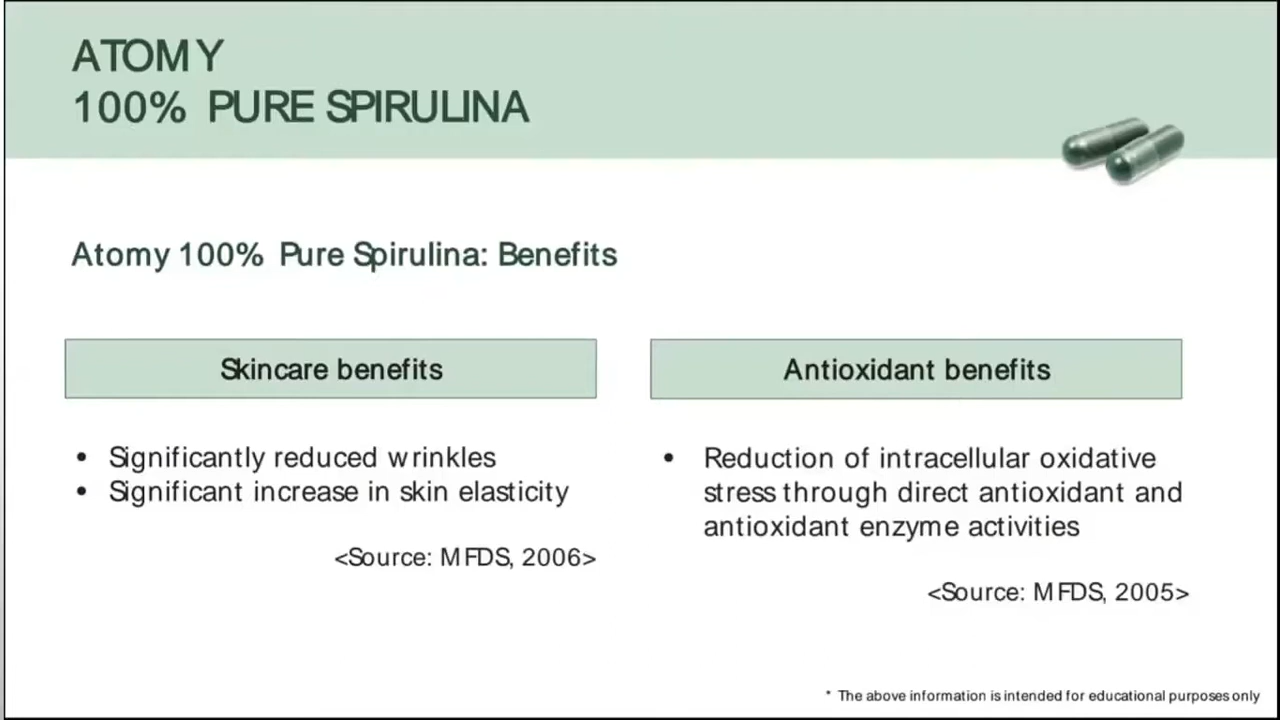 ATOMY
100% PURE SPIRULINA
Atomy 100% Pure Spirulina: Benefits
Skincare benefits
• Significantly reduced wrinkles
• Significant increase in skin elasticity
<Source: MFDS, 2006>
Antioxidant benefits
• Reduction of intracellular oxidative
stress through direct antioxidant and
antioxidant enzyme activities
<Source: MFDS, 2005>
* The above information is intended for educational purposes only